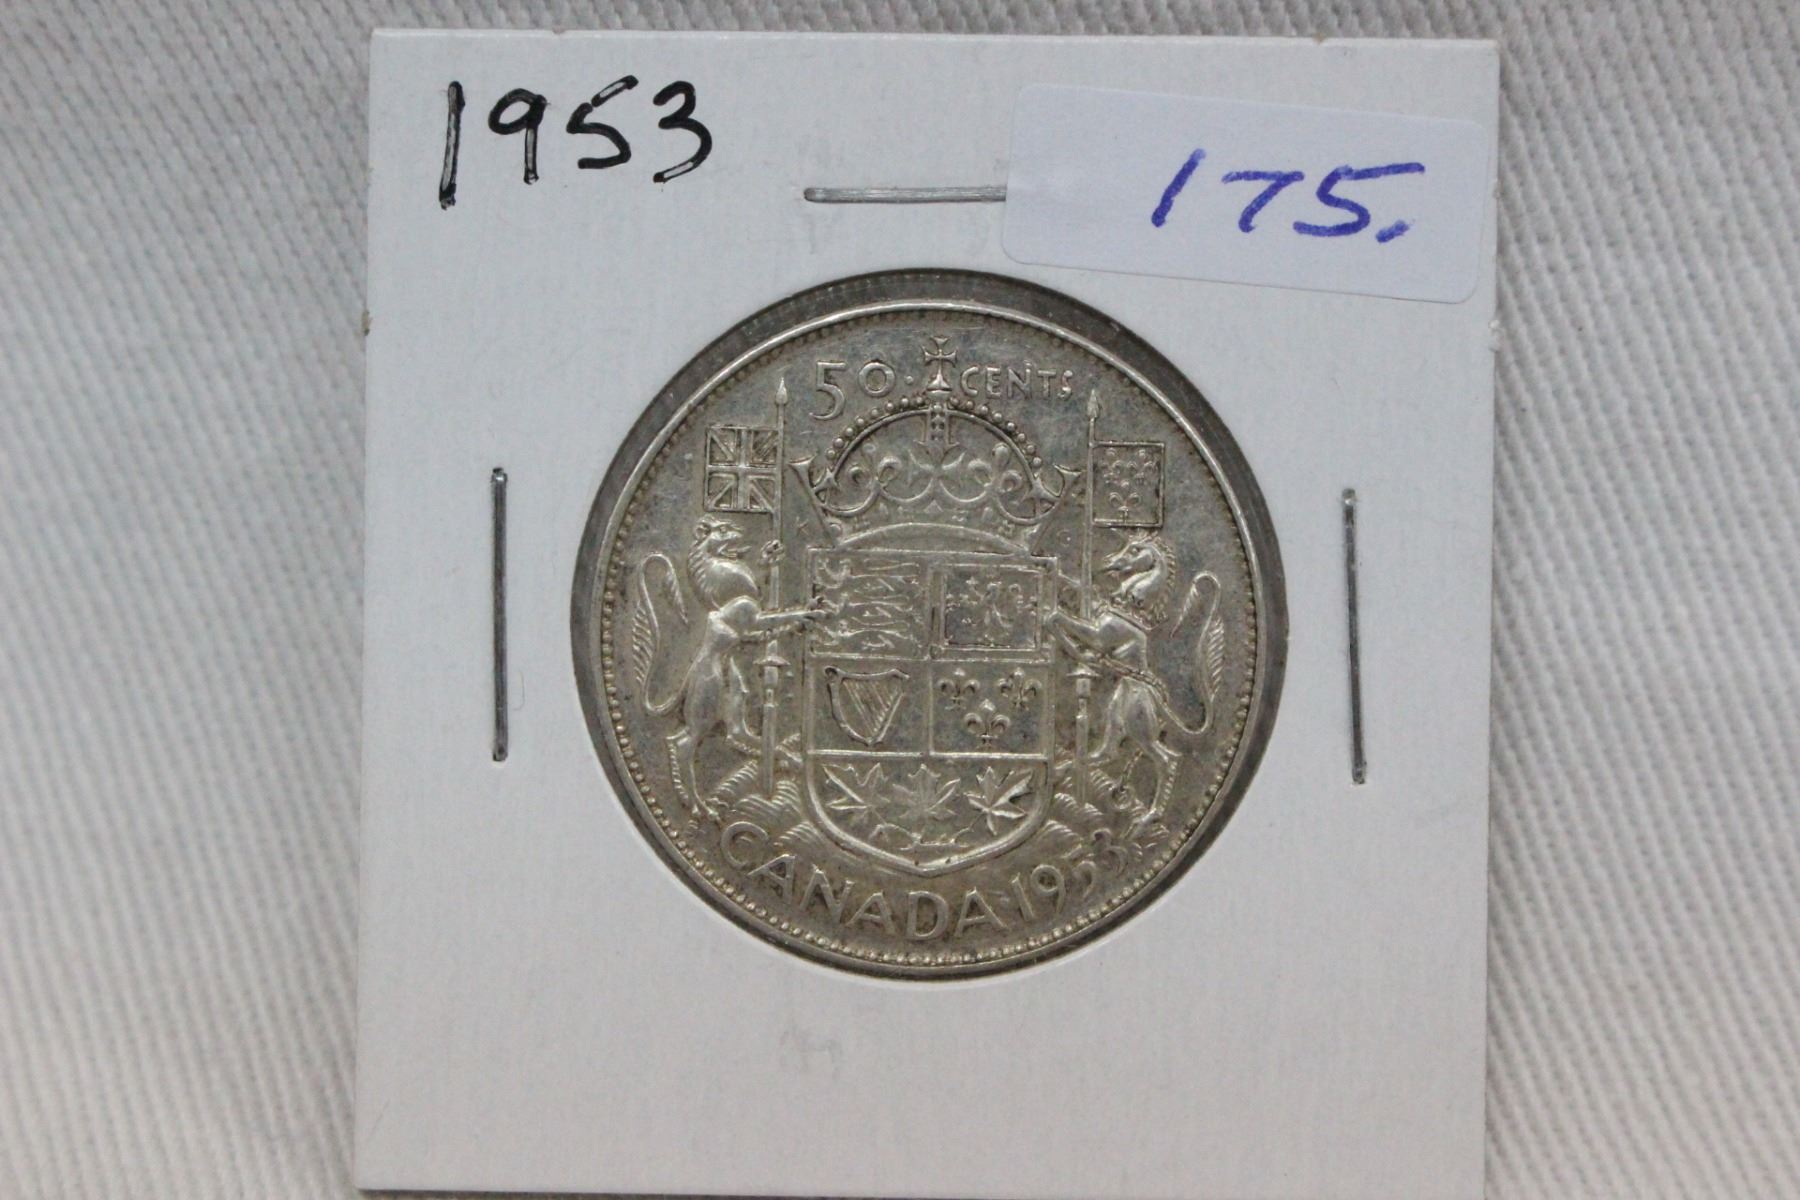 1953
175.
50 · CENTS
K G
CANADA · 1953